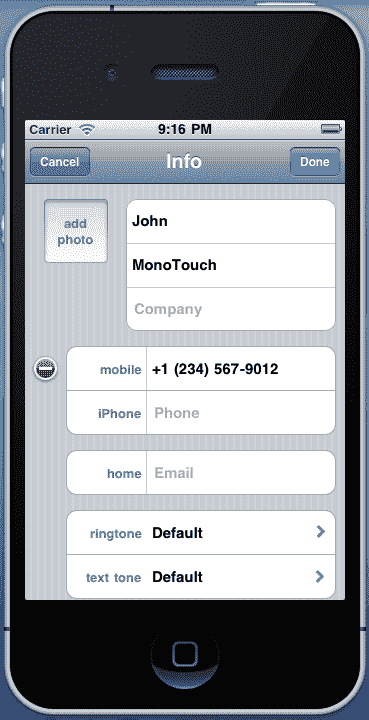 Carrier 9:16 PM
Cancel Info Done
add
photo
John
MonoTouch
Company
mobile +1 (234) 567-9012
iPhone Phone
home Email
ringtone Default
text tone Default